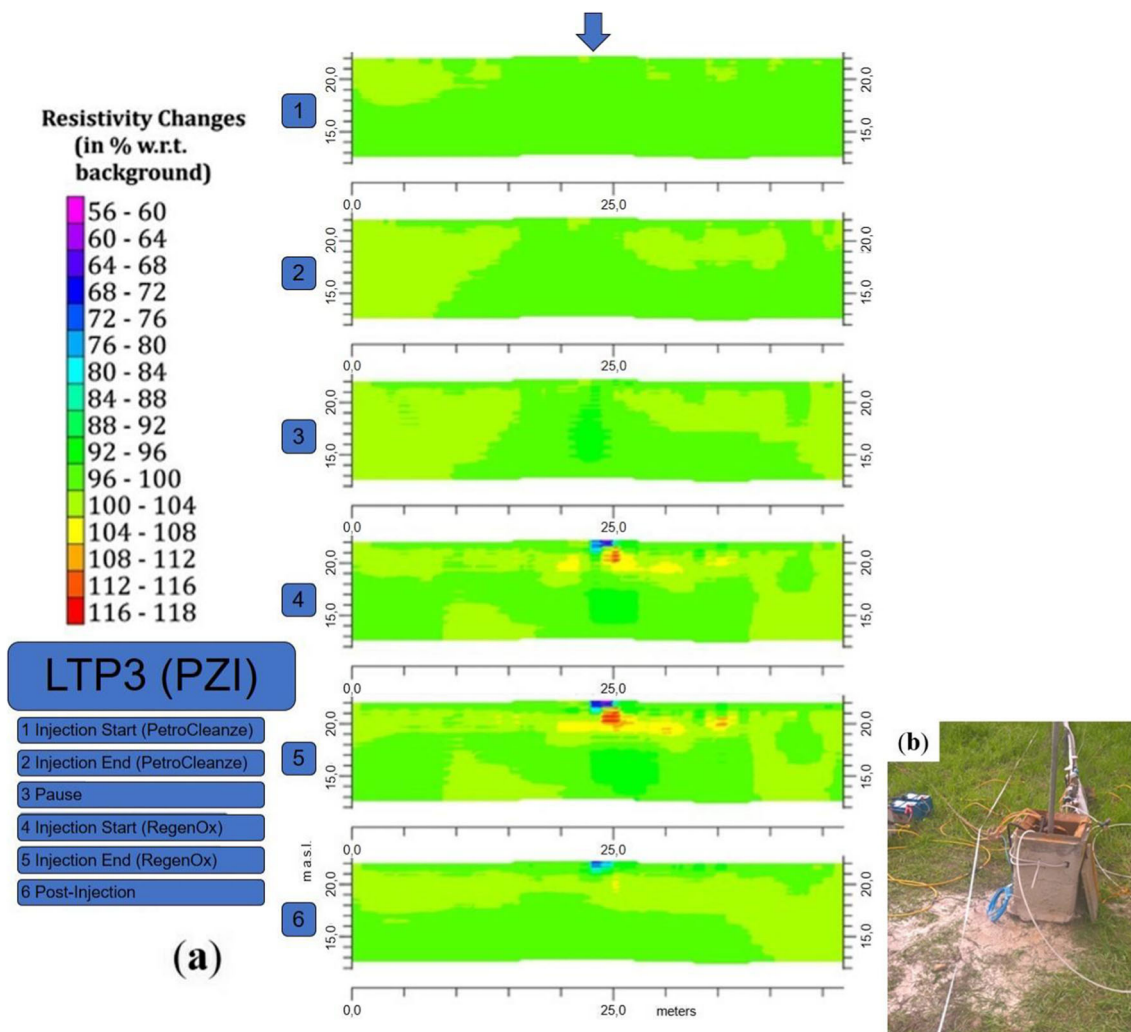 Resistivity Changes
(in % w.r.t.
background)
56 - 60
60 - 64
64 - 68
68 - 72
72 - 76
76 - 80
80 - 84
84 - 88
88 - 92
92 - 96
96 - 100
100 - 104
104 - 108
108 - 112
112 - 116
116 - 118
LTP3 (PZI)
1 Injection Start (PetroCleanze)
2 Injection End (PetroCleanze)
3 Pause
4 Injection Start (RegenOx)
5 Injection End (RegenOx)
6 Post-Injection
(a)
1
20,0
15,0
20,0
15,0
0,0
25,0
2
20,0
15,0
20,0
15,0
0,0
25,0
3
20,0
15,0
20,0
15,0
0,0
25,0
4
20,0
15,0
20,0
15,0
0,0
25,0
5
20,0
15,0
20,0
15,0
0,0
25,0
6
m a.s.l.
20,0
15,0
20,0
15,0
0,0
25,0
meters
(b)